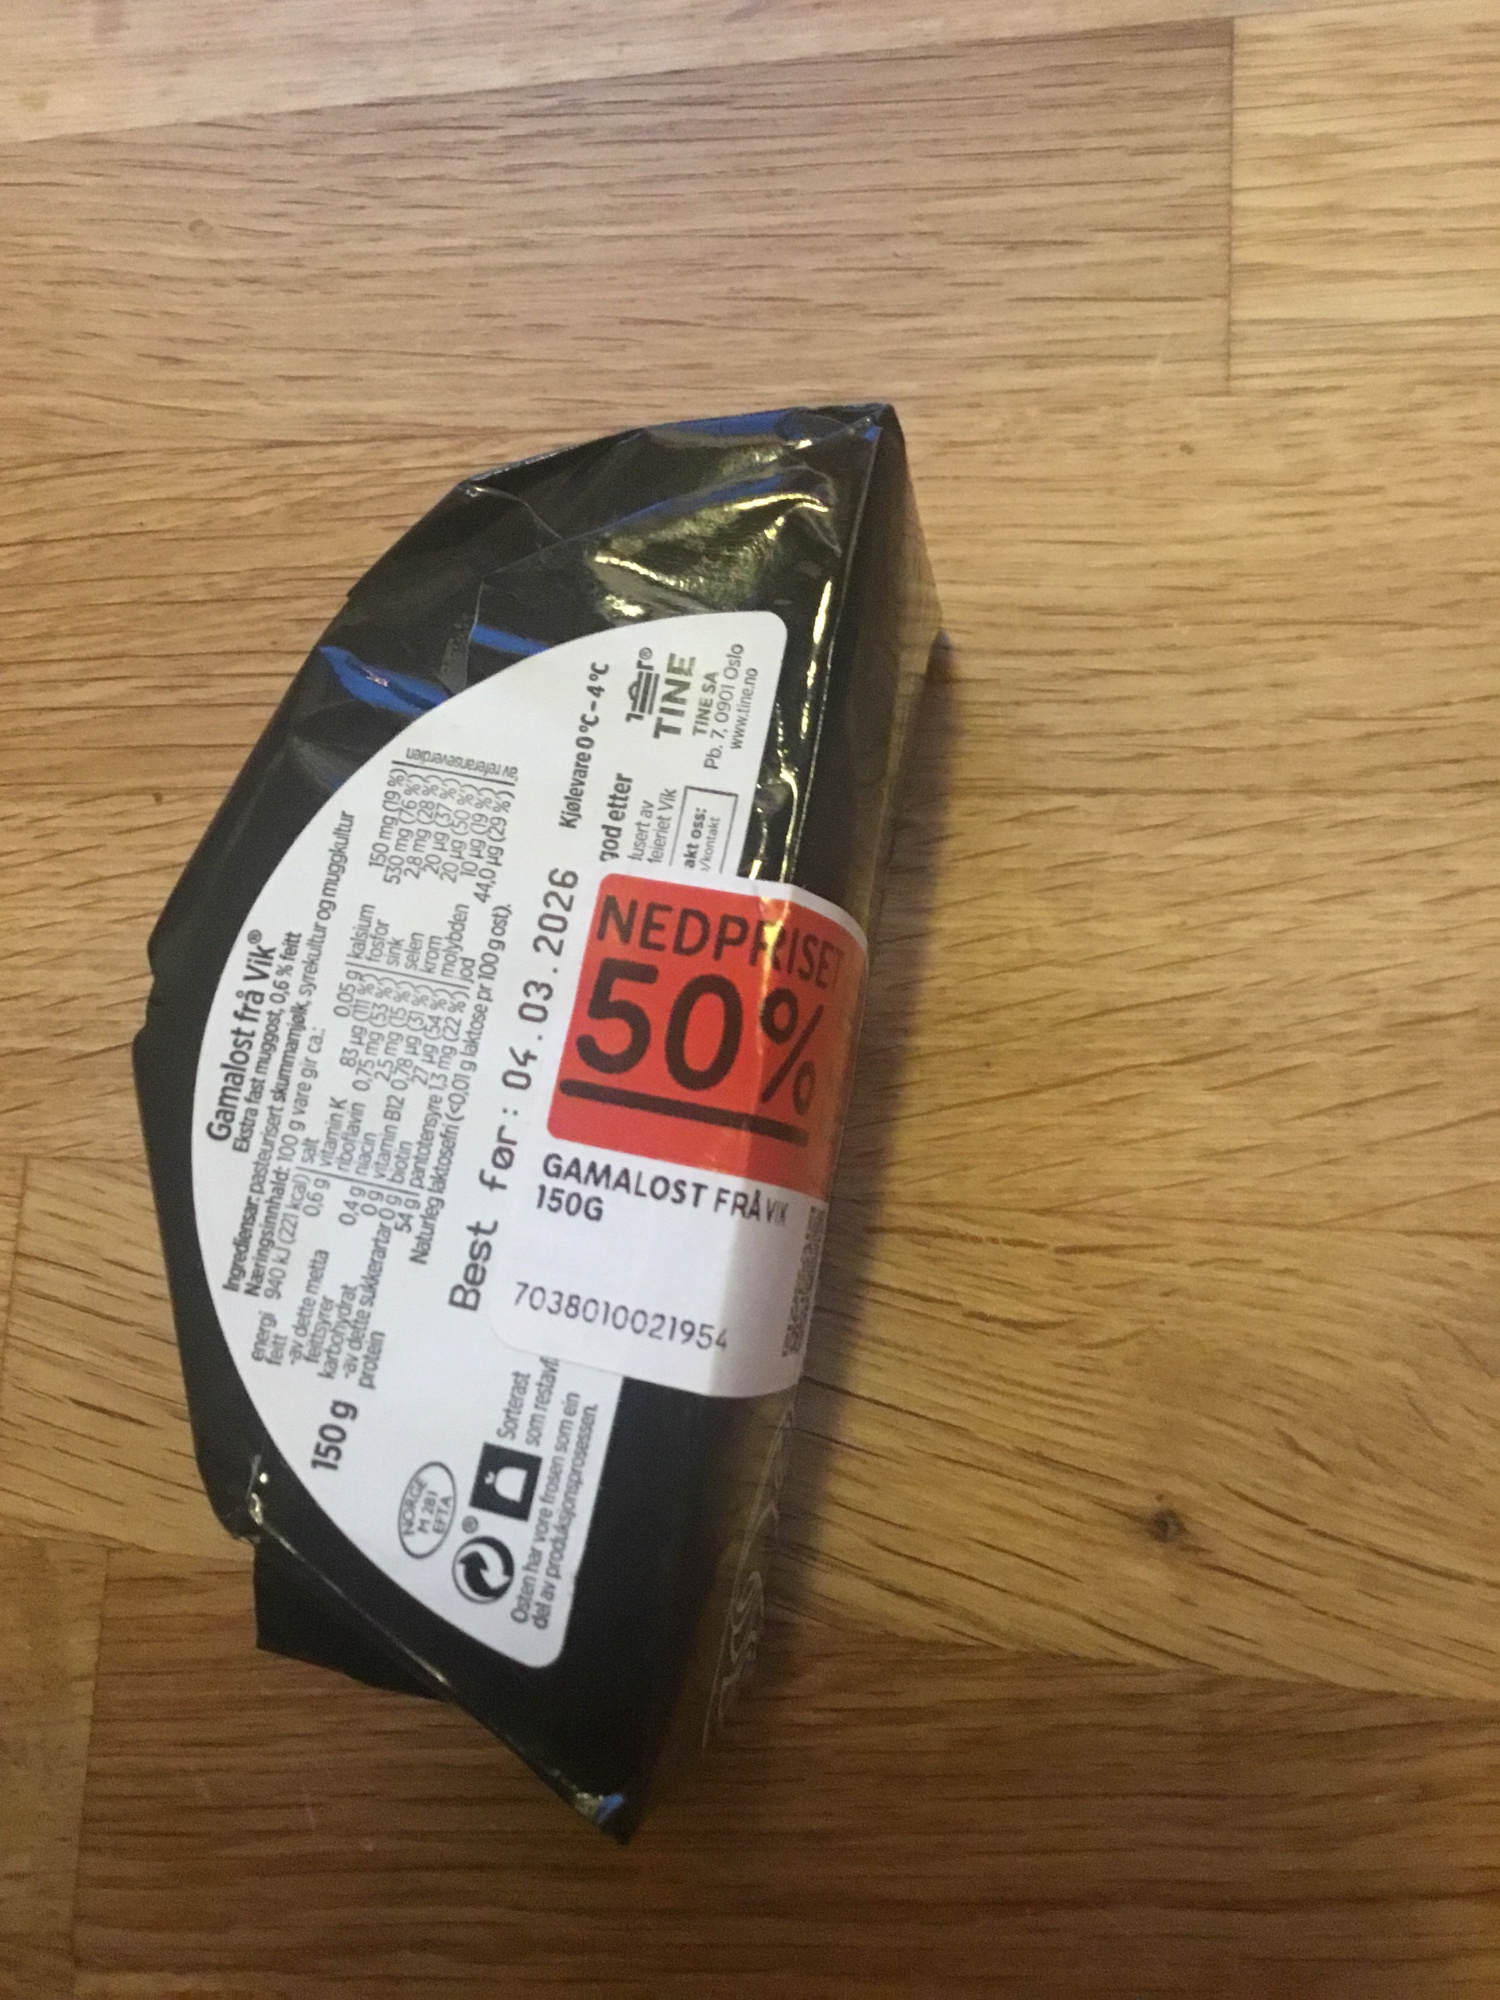 Gamalost frå Vik®
Ekstra fast muggost, 0,6 % feitt
Ingrediensar: pasteurisert skummamjølk, syrekultur og muggkultur
Næringsinnhald: 100 g vare gir ca.:
energi 940 kJ (221 kcal)
feitt 0,6 g
-av dette metta
feittsyrer 0,4 g
karbohydrat 0 g
-av dette sukkerartar 0 g
protein 54 g
salt 0,05 g
vitamin K 83 µg (111 %)
riboflavin 0,75 mg (53 %)
niacin 2,5 mg (15 %)
vitamin B12 0,78 µg (31 %)
biotin 27 µg (54 %)
pantotensyre 1,3 mg (22 %)
kalsium 150 mg (19 %)
fosfor 530 mg (76 %)
sink 2,8 mg (28 %)
selen 20 µg (37 %)
krom 20 µg (50 %)
molybden 10 µg (19 %)
jod 44,0 µg (29 %)
av referanseverdien
Naturleg laktosefri (<0,01 g laktose pr 100 g ost).
150 g
Best før: 04.03.2026
Kjølevare 0 °C - 4 °C
god etter
TINE®
TINE SA
Pb. 7, 0901 Oslo
www.tine.no
usert av
eieriet Vik
akt oss:
/kontakt
NORGE
M 281
EFTA
Sorterast
som restavf
Osten har vore frosen som ein
del av produksjonsprosessen.
NEDPRISET
50%
GAMALOST FRÅ VIK
150G
7038010021954